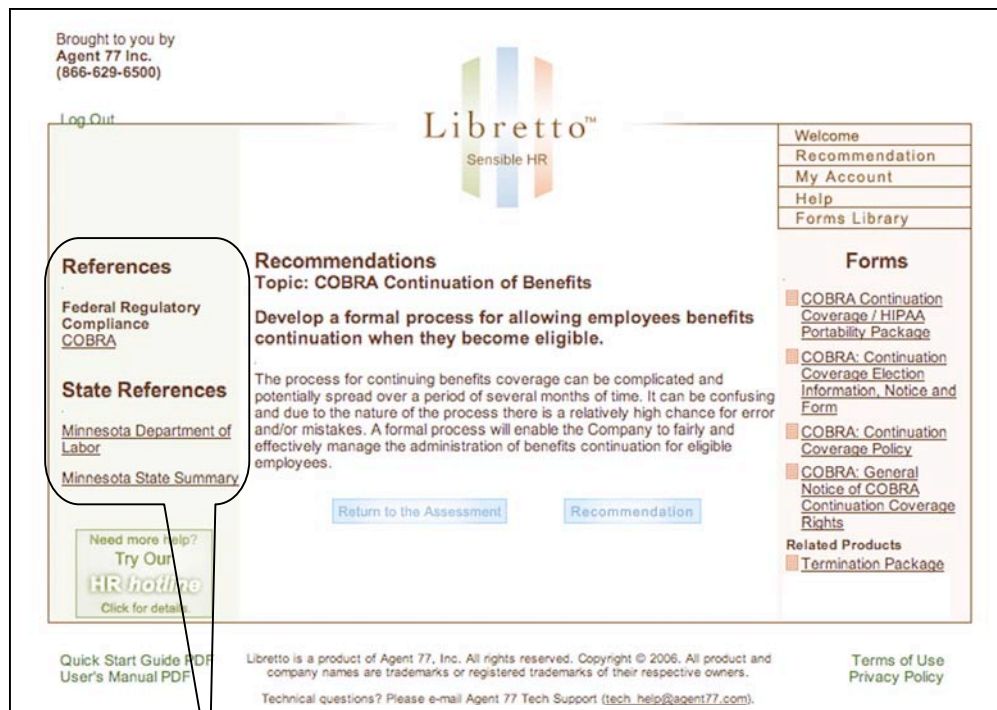 Brought to you by
Agent 77 Inc.
(866-629-6500)
Log Out
Libretto™
Sensible HR
Welcome
Recommendation
My Account
Help
Forms Library
References
Federal Regulatory
Compliance
COBRA
State References
Minnesota Department of
Labor
Minnesota State Summary
Need more help?
Try Our
HR hotline
Click for details.
Recommendations
Topic: COBRA Continuation of Benefits
Develop a formal process for allowing employees benefits
continuation when they become eligible.
The process for continuing benefits coverage can be complicated and
potentially spread over a period of several months of time. It can be confusing
and due to the nature of the process there is a relatively high chance for error
and/or mistakes. A formal process will enable the Company to fairly and
effectively manage the administration of benefits continuation for eligible
employees.
Return to the Assessment
Recommendation
Forms
COBRA Continuation
Coverage / HIPAA
Portability Package
COBRA: Continuation
Coverage Election
Information, Notice and
Form
COBRA: Continuation
Coverage Policy
COBRA: General
Notice of COBRA
Continuation Coverage
Rights
Related Products
Termination Package
Quick Start Guide PDF
User's Manual PDF
Libretto is a product of Agent 77, Inc. All rights reserved. Copyright © 2006. All product and
company names are trademarks or registered trademarks of their respective owners.
Technical questions? Please e-mail Agent 77 Tech Support (tech_help@agent77.com).
Terms of Use
Privacy Policy